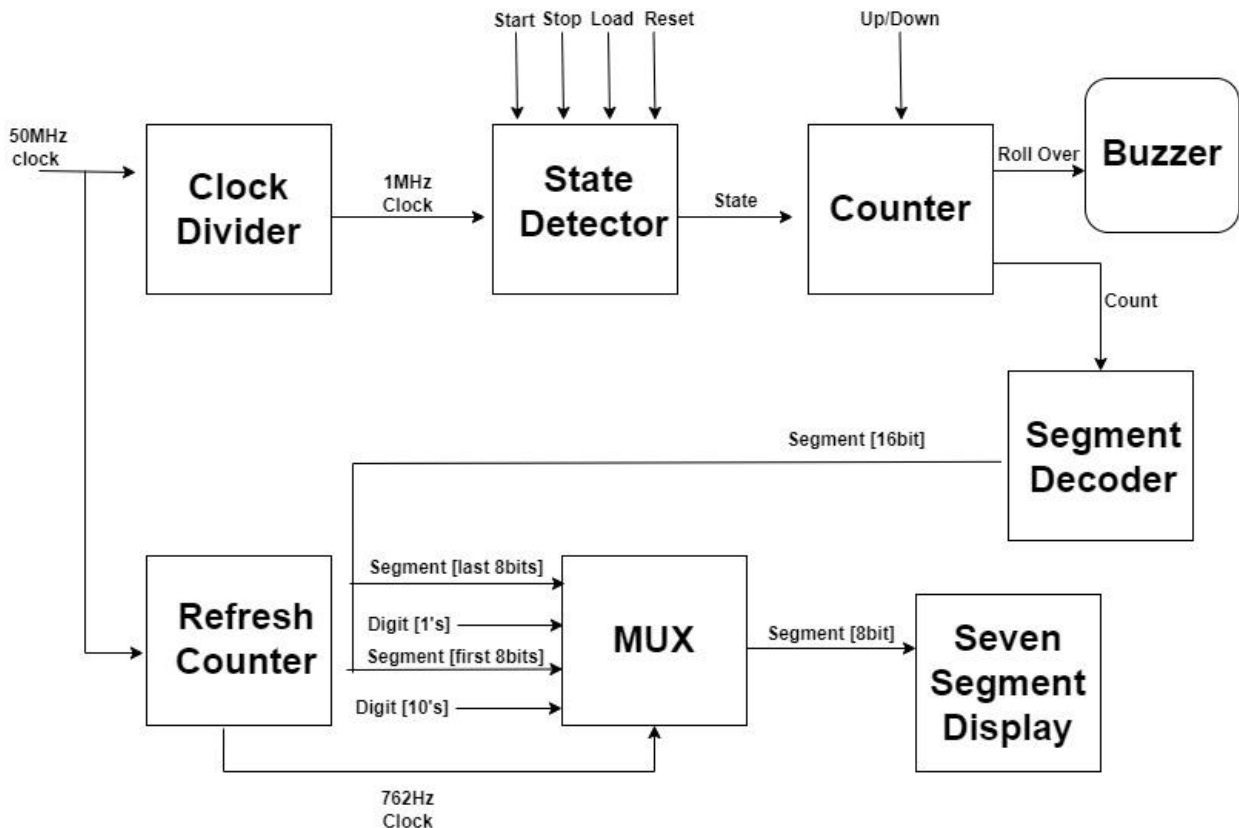 Start Stop Load Reset
Up/Down
50MHz
clock
Clock
Divider
1MHz
Clock
State
Detector
State
Counter
Roll Over
Buzzer
Count
Segment [16bit]
Segment
Decoder
Refresh
Counter
Segment [last 8bits]
Digit [1's]
Segment [first 8bits]
Digit [10's]
MUX
Segment [8bit]
Seven
Segment
Display
762Hz
Clock